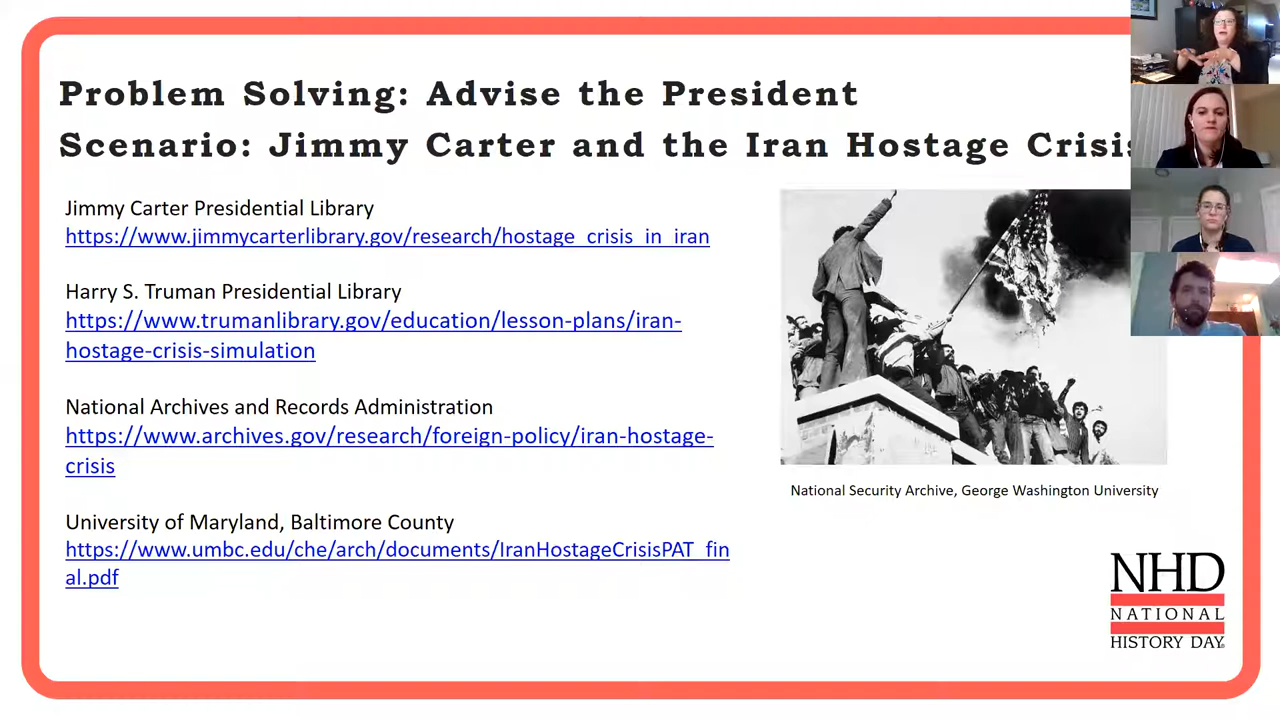 Problem Solving: Advise the President
Scenario: Jimmy Carter and the Iran Hostage Crisis
Jimmy Carter Presidential Library
https://www.jimmycarterlibrary.gov/research/hostage_crisis_in_iran
Harry S. Truman Presidential Library
https://www.trumanlibrary.gov/education/lesson-plans/iran-
hostage-crisis-simulation
National Archives and Records Administration
https://www.archives.gov/research/foreign-policy/iran-hostage-
crisis
University of Maryland, Baltimore County
https://www.umbc.edu/che/arch/documents/IranHostageCrisisPAT_fin
al.pdf
National Security Archive, George Washington University
NHD
NATIONAL
HISTORY DAY®